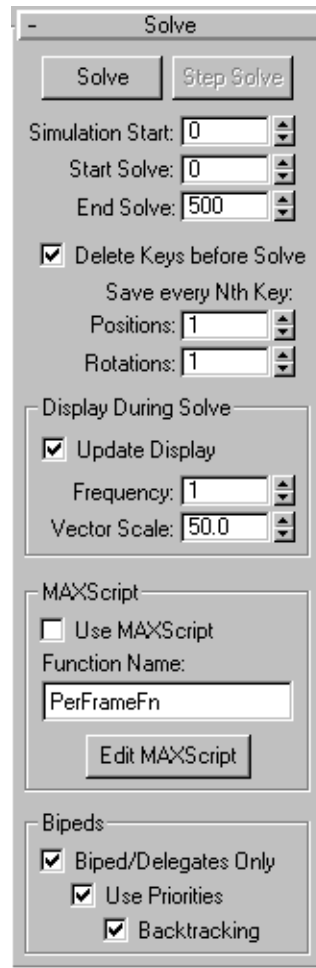 - Solve
Solve Step Solve
Simulation Start: 0
Start Solve: 0
End Solve: 500
Delete Keys before Solve
Save every Nth Key:
Positions: 1
Rotations: 1
Display During Solve
Update Display
Frequency: 1
Vector Scale: 50.0
MAXScript
Use MAXScript
Function Name:
PerFrameFn
Edit MAXScript
Bipeds
Biped/Delegates Only
Use Priorities
Backtracking